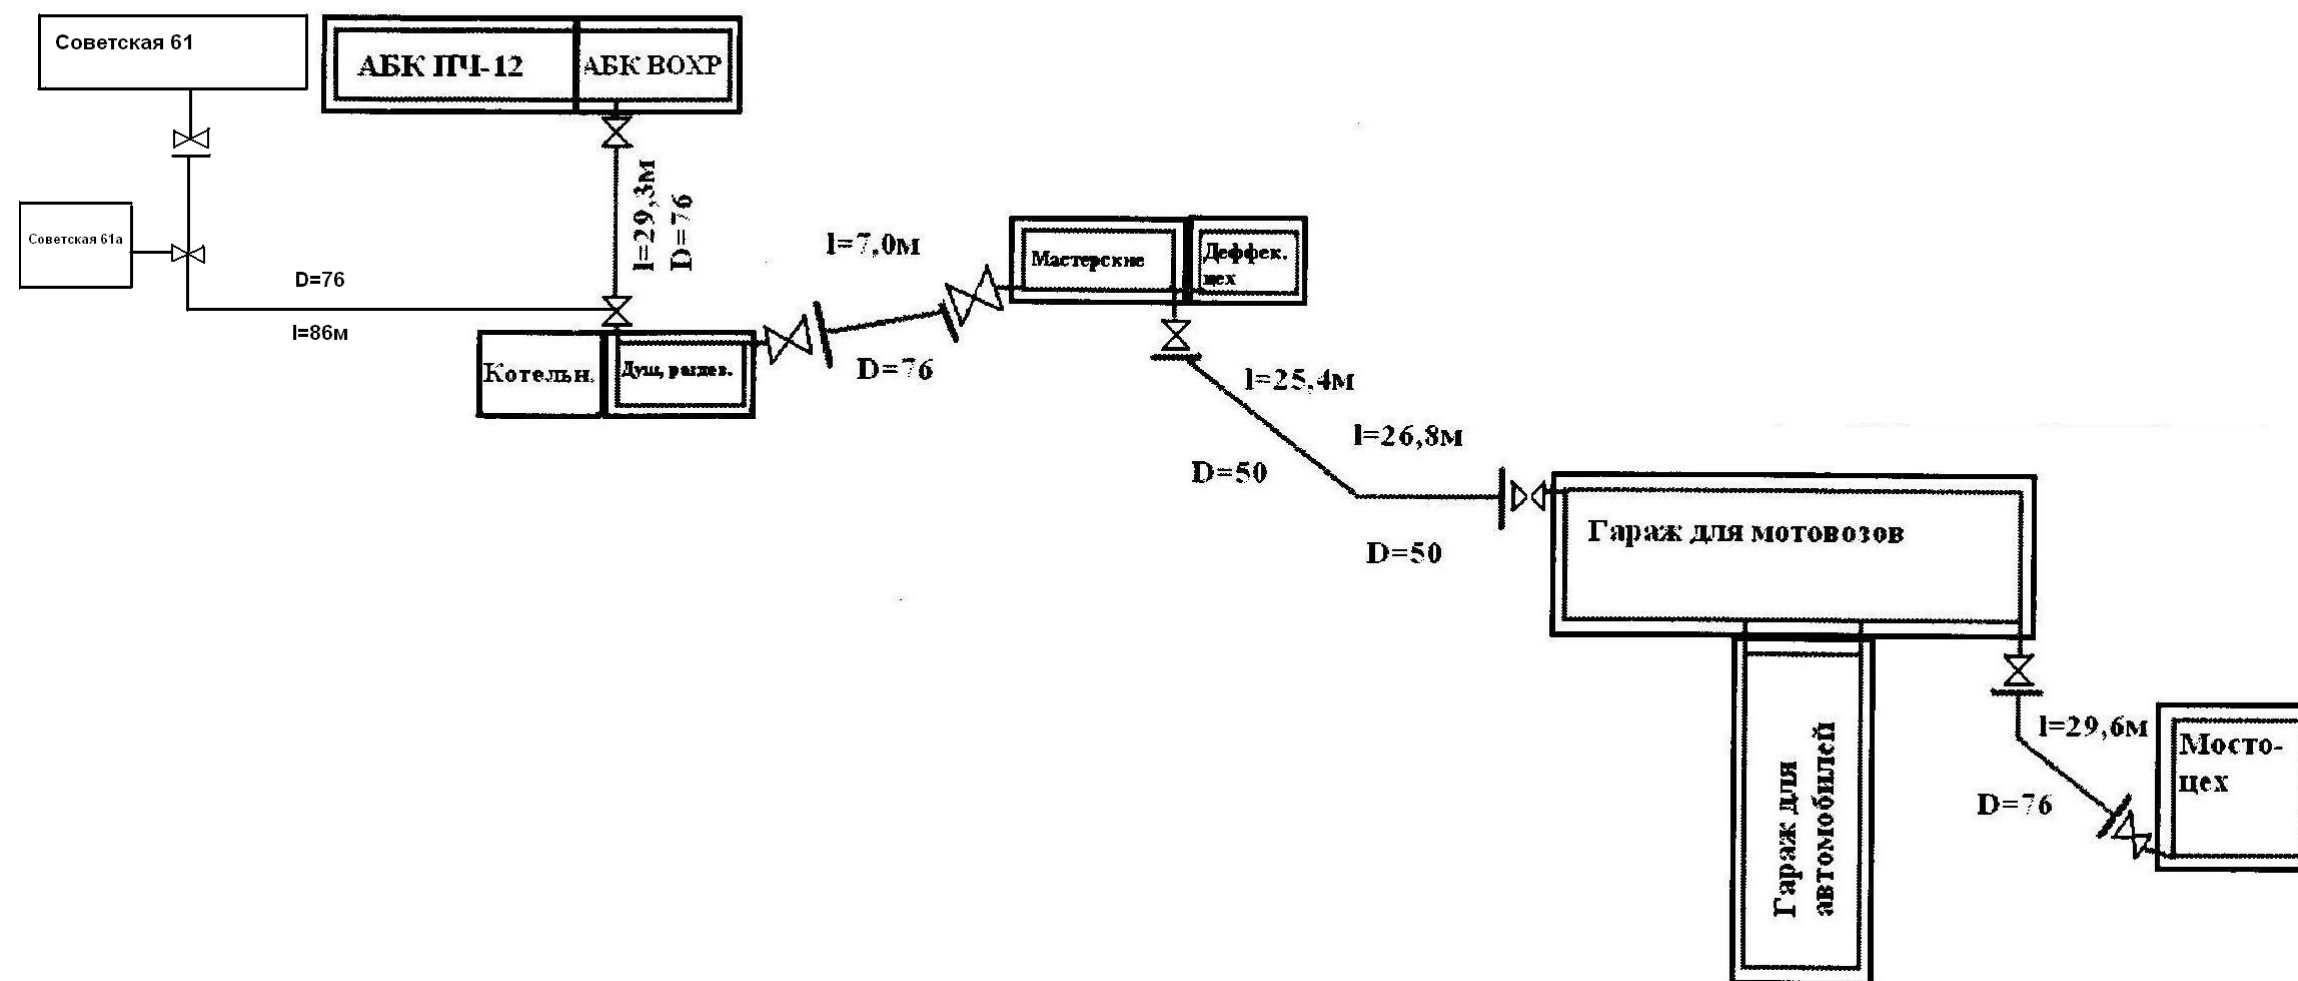 Советская 61
АБК ПЧ-12
АБК ВОХР
l=29,3м
D=76
Советская 61а
D=76
l=86м
Котельн.
Душ, раздев.
l=7,0м
D=76
Мастерские
Деффек.
цех
l=25,4м
D=50
l=26,8м
D=50
Гараж для мотовозов
Гараж для
автомобилей
l=29,6м
D=76
Мосто-
цех